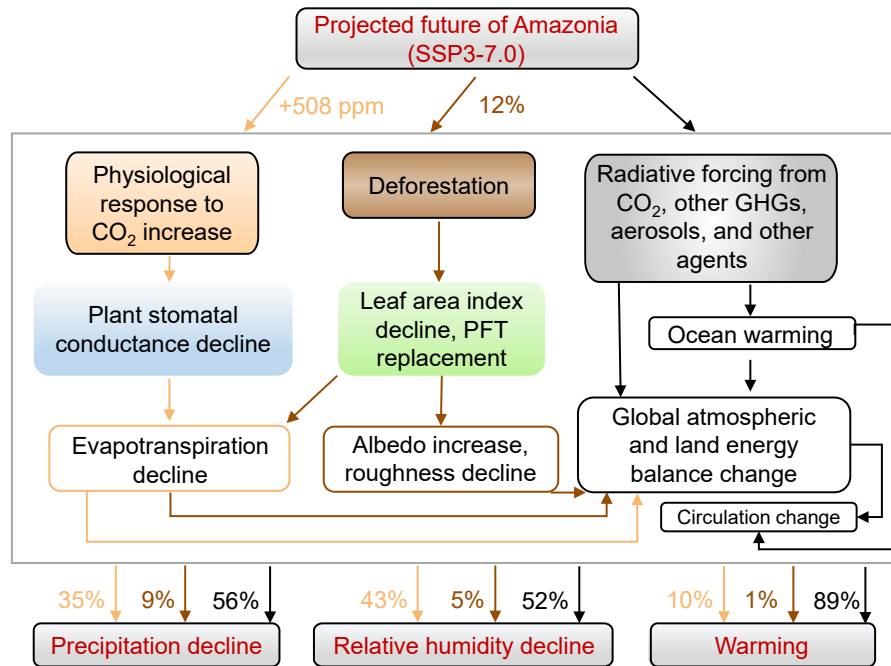 Projected future of Amazonia
(SSP3-7.0)
+508 ppm
12%
Physiological
response to
CO₂ increase
Deforestation
Radiative forcing from
CO₂, other GHGs,
aerosols, and other
agents
Plant stomatal
conductance decline
Leaf area index
decline, PFT
replacement
Ocean warming
Evapotranspiration
decline
Albedo increase,
roughness decline
Global atmospheric
and land energy
balance change
Circulation change
35%
9%
56%
43%
5%
52%
10%
1%
89%
Precipitation decline
Relative humidity decline
Warming